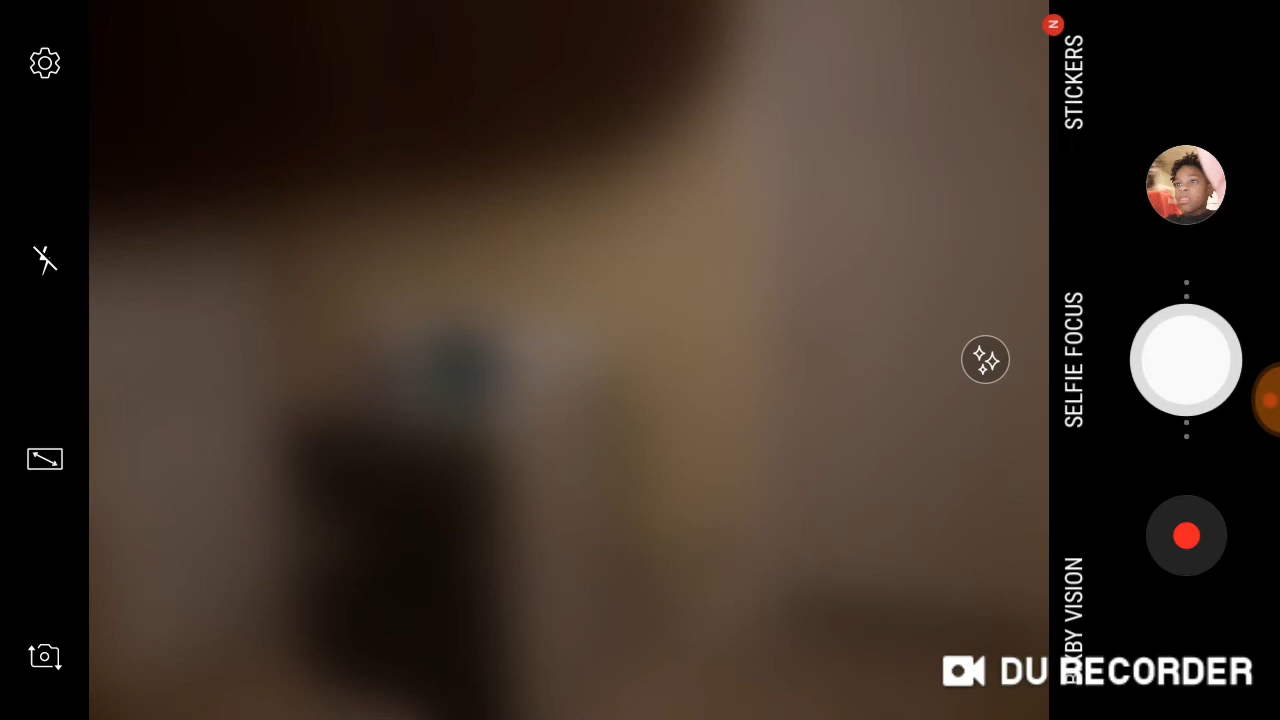 N
STICKERS
SELFIE FOCUS
BIXBY VISION
DU RECORDER